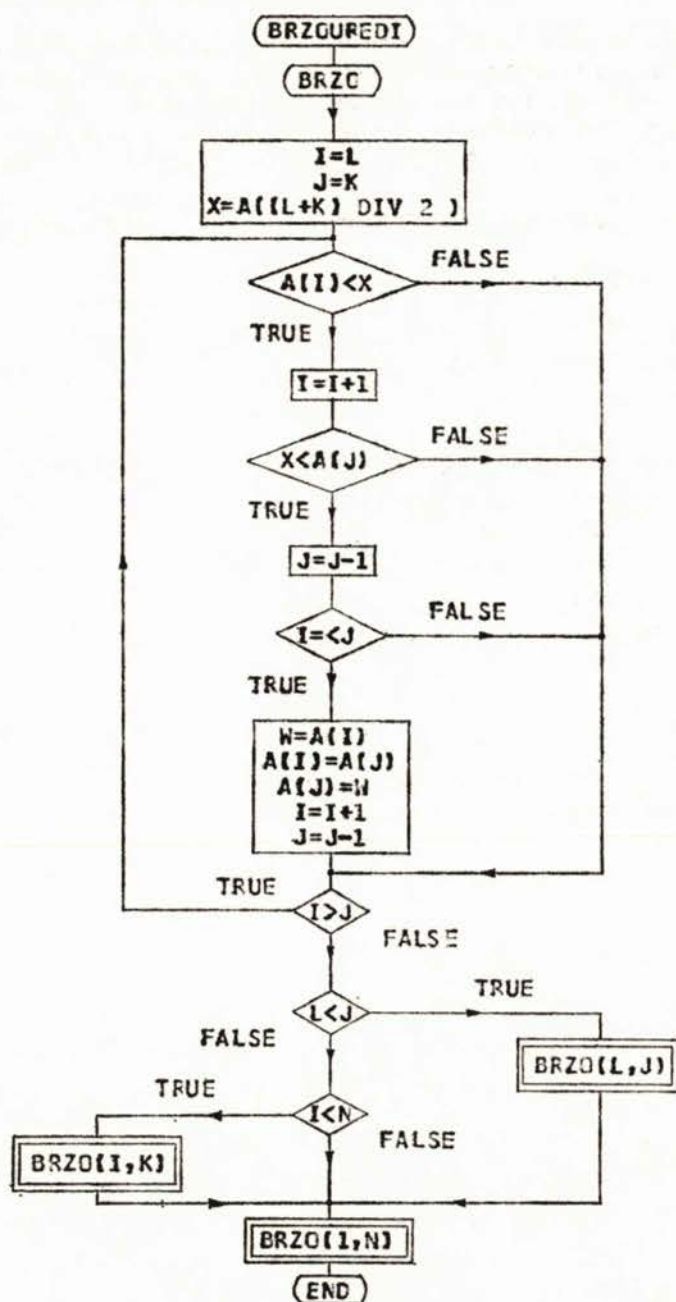 BRZOUREDI
BRZO
I=L
J=K
X=A((L+K) DIV 2 )
A(I)<X
FALSE
TRUE
I=I+1
X<A(J)
FALSE
TRUE
J=J-1
I=<J
FALSE
TRUE
W=A(I)
A(I)=A(J)
A(J)=W
I=I+1
J=J-1
TRUE
I>J
FALSE
L<J
TRUE
FALSE
BRZO(L,J)
TRUE
I<N
FALSE
BRZO(I,K)
BRZO(1,N)
END